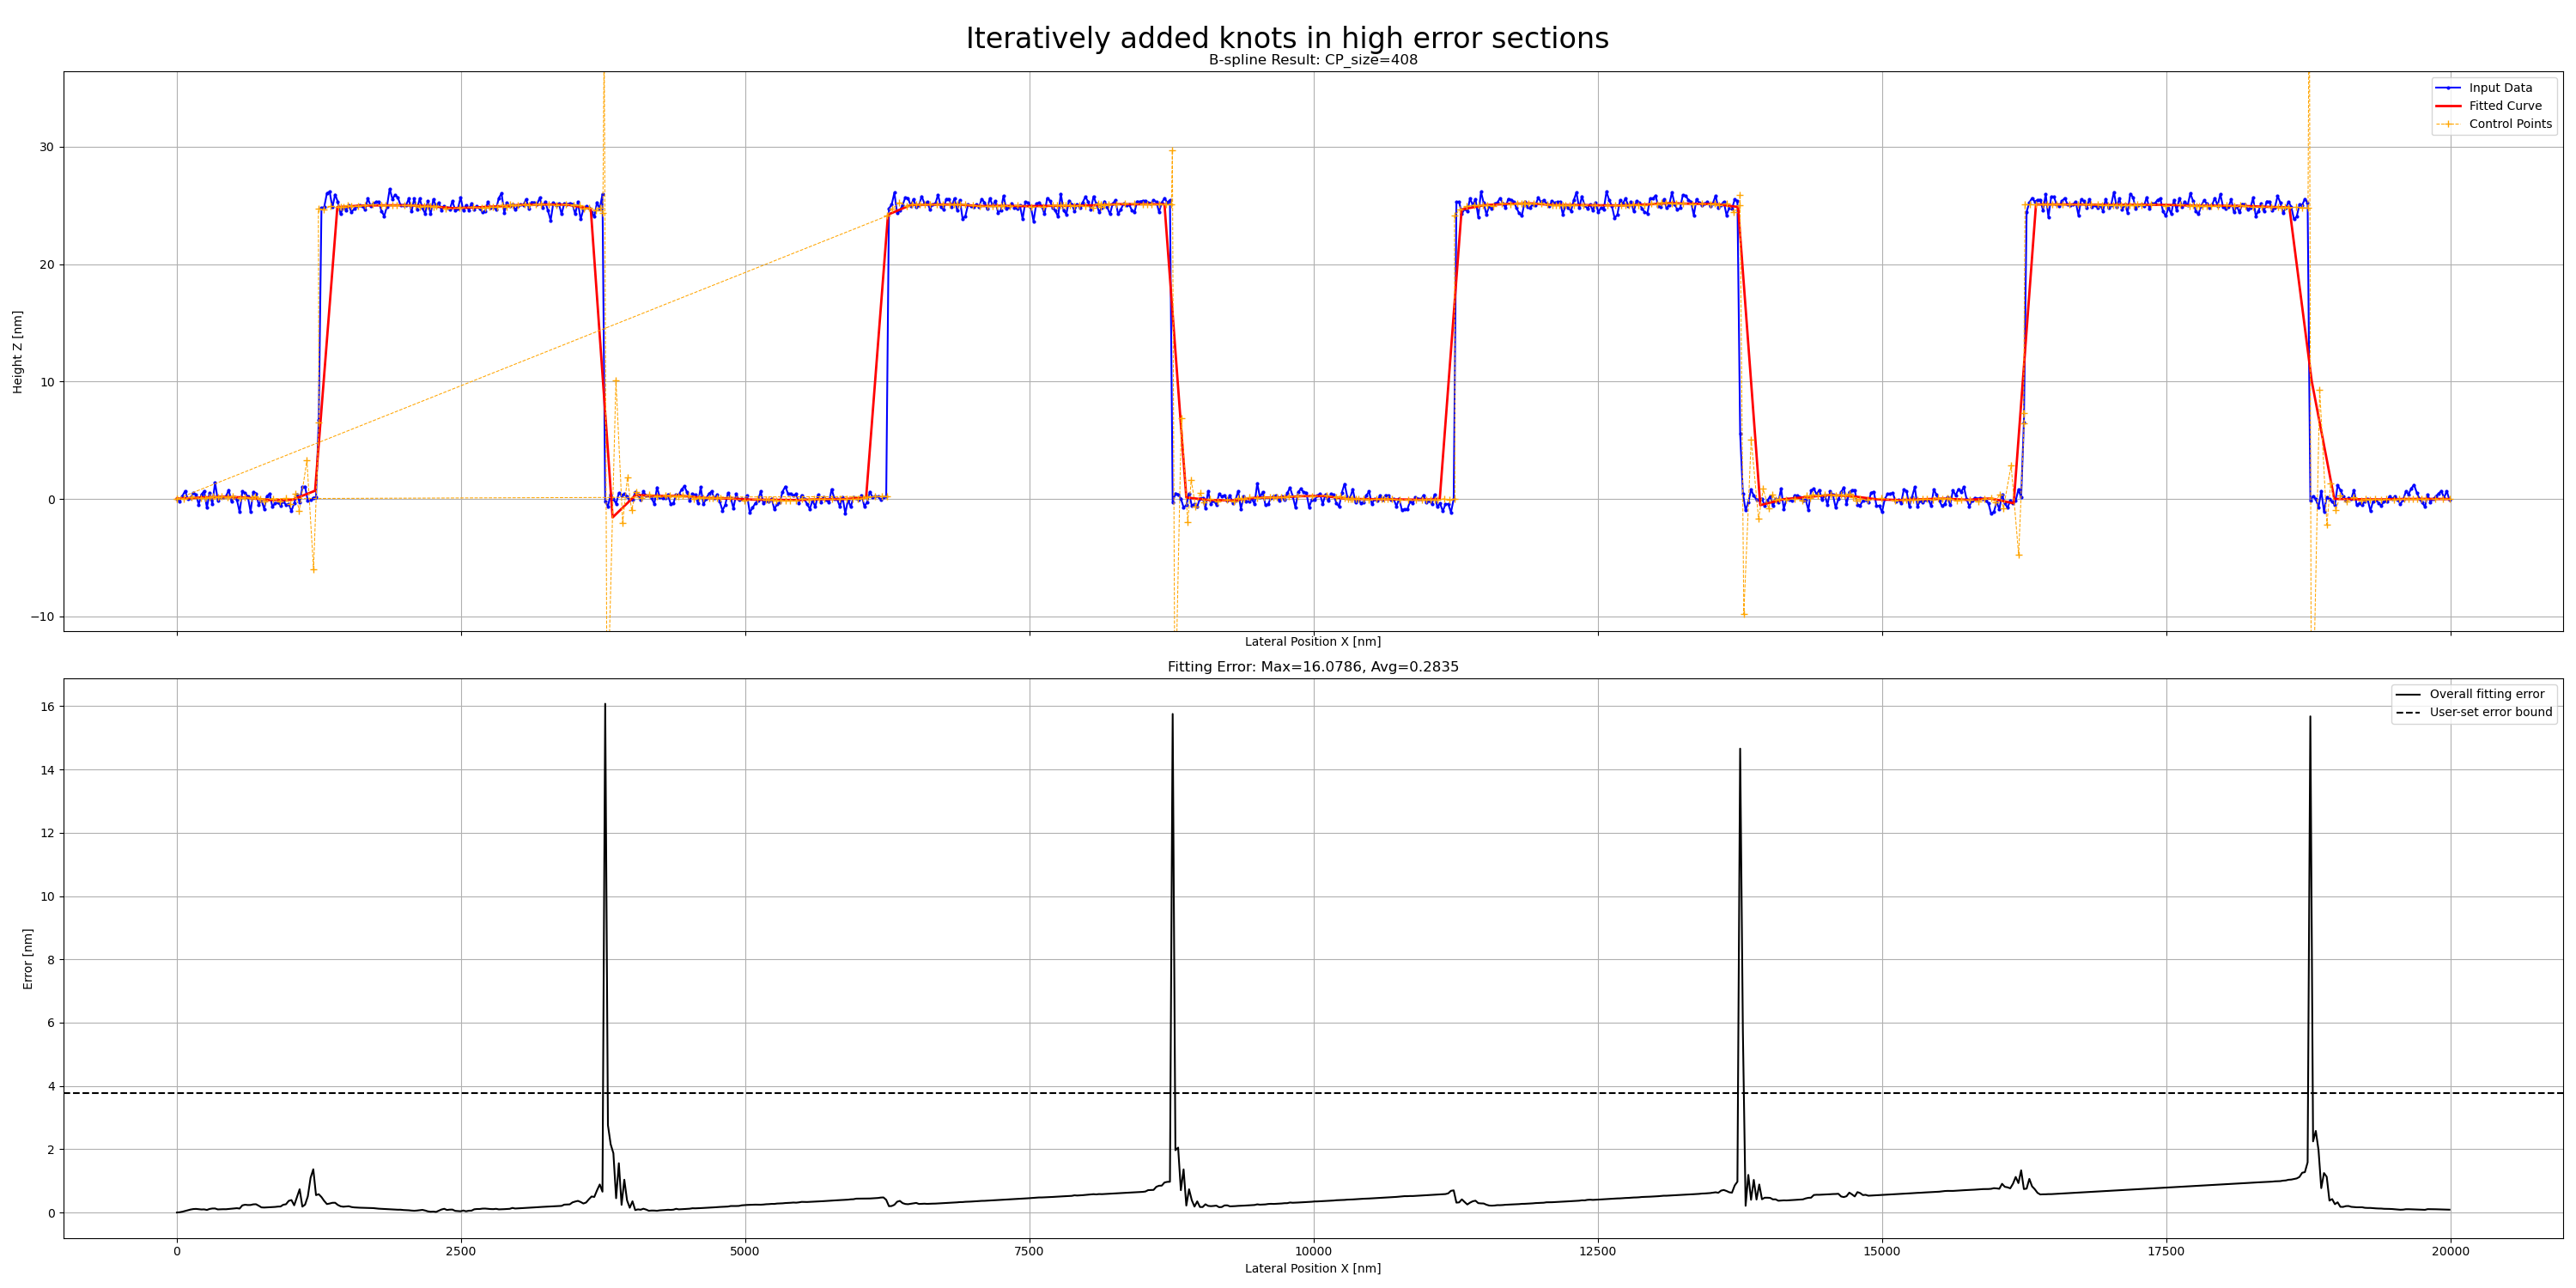 Iteratively added knots in high error sections
B-spline Result: CP_size=408
Input Data
Fitted Curve
Control Points
Height Z [nm]
30
20
10
0
−10
Lateral Position X [nm]
Fitting Error: Max=16.0786, Avg=0.2835
Overall fitting error
User-set error bound
Error [nm]
16
14
12
10
8
6
4
2
0
0 2500 5000 7500 10000 12500 15000 17500 20000
Lateral Position X [nm]